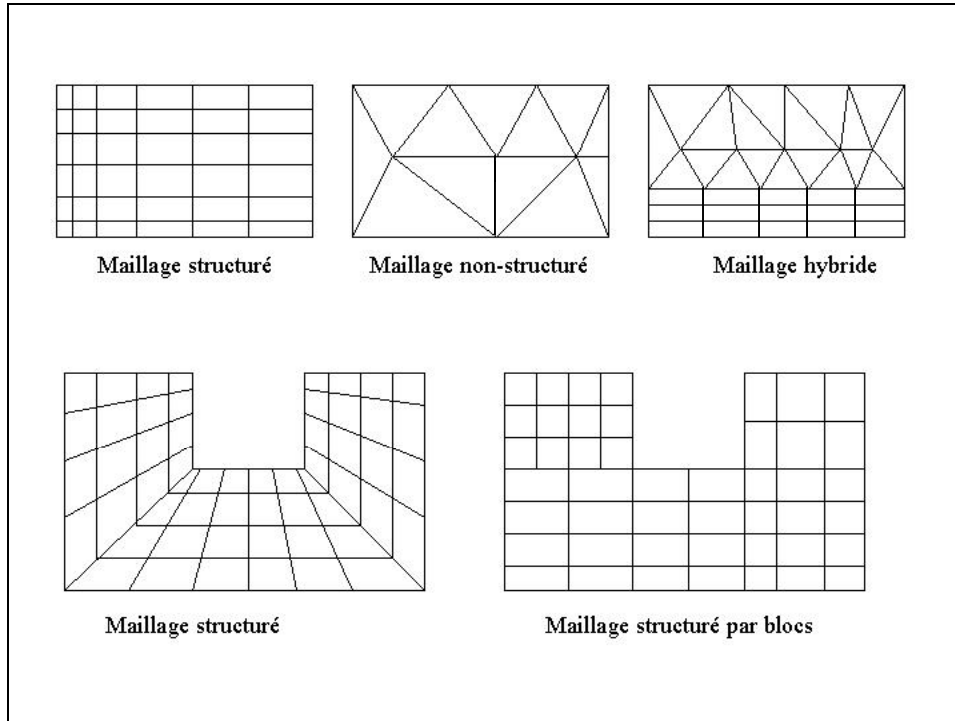 Maillage structuré
Maillage non-structuré
Maillage hybride
Maillage structuré
Maillage structuré par blocs